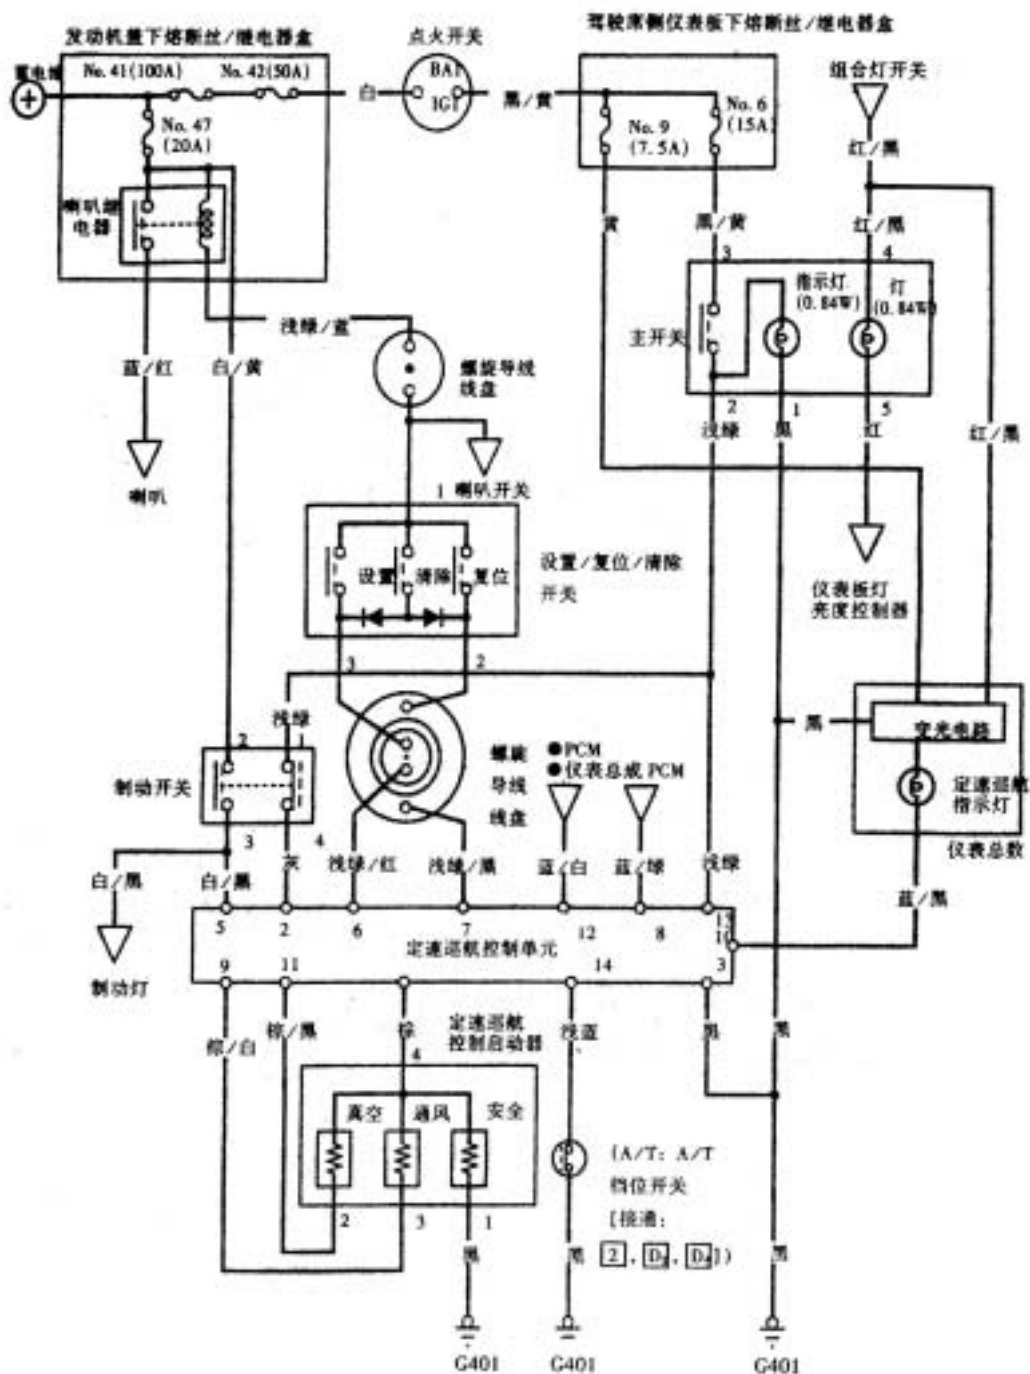 发动机盖下熔断丝/继电器盒
点火开关
驾驶席侧仪表板下熔断丝/继电器盒
No.41(100A)
No.42(50A)
白
BAT
IG1
黑/黄
No.9
(7.5A)
No.6
(15A)
组合灯开关
红/黑
No.47
(20A)
喇叭继
电器
黄
黑/黄
红/黑
3
4
指示灯
(0.84W)
灯
(0.84W)
主开关
浅绿/蓝
蓝/红
白/黄
螺旋导线
线盘
2
1
5
浅绿
黑
红
红/黑
喇叭
1
喇叭开关
设置
清除
复位
设置/复位/清除
开关
仪表板灯
亮度控制器
3
2
浅绿
2
1
制动开关
3
4
螺旋
导线
线盘
●PCM
●仪表总成PCM
黑
变光电路
定速巡航
指示灯
仪表总数
白/黑
白/黑
灰
浅绿/红
浅绿/黑
蓝/白
蓝/绿
浅绿
蓝/黑
制动灯
5
2
6
7
12
8
13
10
定速巡航控制单元
9
11
14
3
棕/白
棕/黑
棕
定速巡航
控制启动器
浅蓝
黑
黑
4
真空
通风
安全
2
3
1
(A/T: A/T
档位开关
[接通:
2, D3, D4])
黑
黑
黑
G401
G401
G401